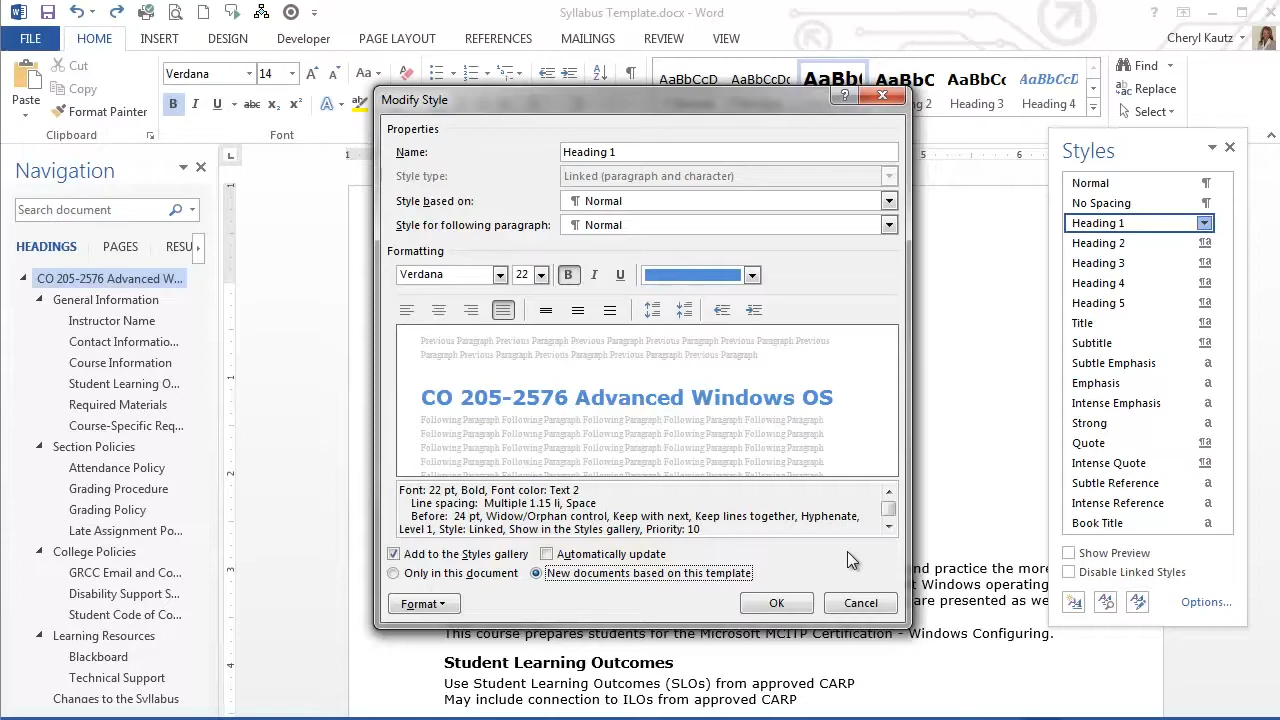 Syllabus Template.docx - Word
FILE
HOME
INSERT
DESIGN
Developer
PAGE LAYOUT
REFERENCES
MAILINGS
REVIEW
VIEW
Cheryl Kautz
Paste
Cut
Copy
Format Painter
Clipboard
Verdana
14
Aa
B I U abc x₂ x²
Font
AaBbCcD
AaBbCcD
AaBb(
AaBbC
AaBbCc
AaBbCcD
Heading 3
Heading 4
Find
Replace
Select
Navigation
Search document
HEADINGS
PAGES
RESU
CO 205-2576 Advanced W...
General Information
Instructor Name
Contact Informatio...
Course Information
Student Learning O...
Required Materials
Course-Specific Req...
Section Policies
Attendance Policy
Grading Procedure
Grading Policy
Late Assignment Po...
College Policies
GRCC Email and Co...
Disability Support S...
Student Code of Co...
Learning Resources
Blackboard
Technical Support
Changes to the Syllabus
Modify Style
Properties
Name:
Heading 1
Style type:
Linked (paragraph and character)
Style based on:
Normal
Style for following paragraph:
Normal
Formatting
Verdana
22
B I U
Previous Paragraph Previous Paragraph Previous Paragraph Previous Paragraph Previous
Paragraph Previous Paragraph Previous Paragraph Previous Paragraph Previous Paragraph
CO 205-2576 Advanced Windows OS
Following Paragraph Following Paragraph Following Paragraph Following Paragraph Following Paragraph
Following Paragraph Following Paragraph Following Paragraph Following Paragraph Following Paragraph
Following Paragraph Following Paragraph Following Paragraph Following Paragraph Following Paragraph
Following Paragraph Following Paragraph Following Paragraph Following Paragraph Following Paragraph
Font: 22 pt, Bold, Font color: Text 2
Line spacing: Multiple 1.15 li, Space
Before: 24 pt, Widow/Orphan control, Keep with next, Keep lines together, Hyphenate,
Level 1, Style: Linked, Show in the Styles gallery, Priority: 10
Add to the Styles gallery
Automatically update
Only in this document
New documents based on this template
Format
OK
Cancel
Styles
Normal
No Spacing
Heading 1
Heading 2
Heading 3
Heading 4
Heading 5
Title
Subtitle
Subtle Emphasis
Emphasis
Intense Emphasis
Strong
Quote
Intense Quote
Subtle Reference
Intense Reference
Book Title
Show Preview
Disable Linked Styles
Options...
nd practice the more
t Windows operating
are presented as we
This course prepares students for the Microsoft MCITP Certification - Windows Configuring.
Student Learning Outcomes
Use Student Learning Outcomes (SLOs) from approved CARP
May include connection to ILOs from approved CARP